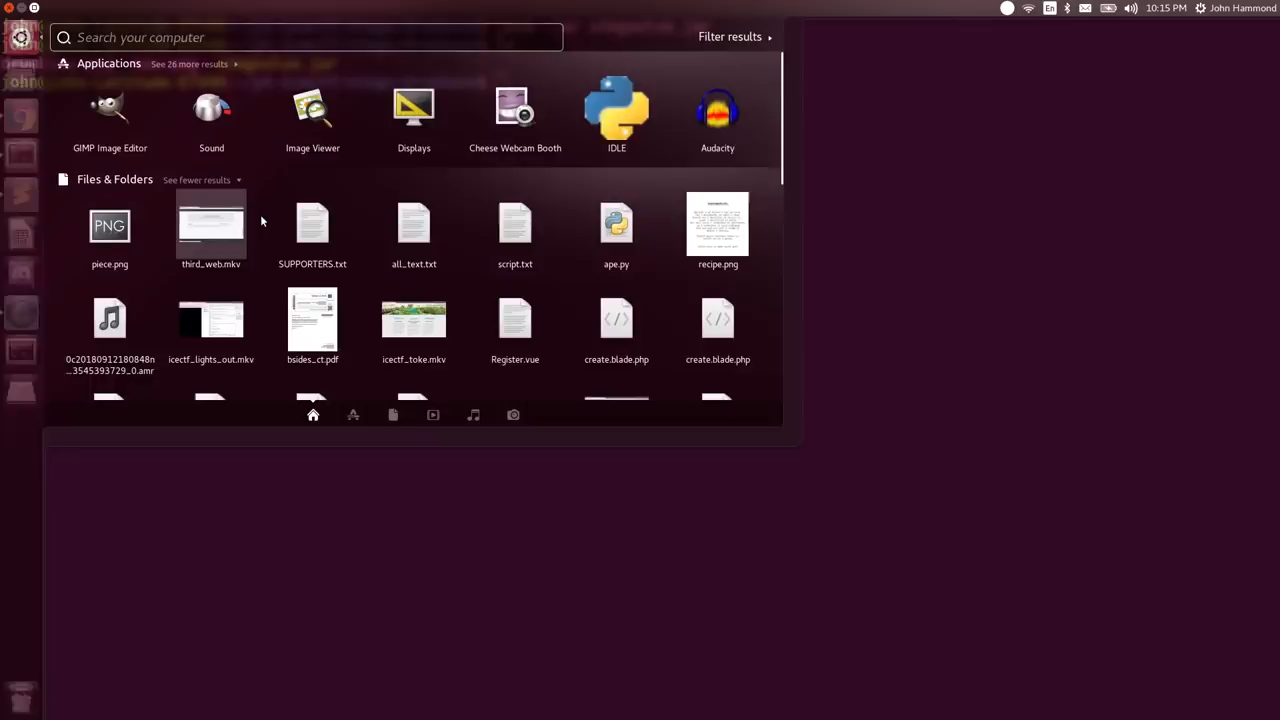 En
10:15 PM
John Hammond
Search your computer
Filter results
Applications
See 26 more results
GIMP Image Editor
Sound
Image Viewer
Displays
Cheese Webcam Booth
IDLE
Audacity
Files & Folders
See fewer results
PNG
piece.png
third_web.mkv
SUPPORTERS.txt
all_text.txt
script.txt
ape.py
recipe.png
0c20180912180848n
...3545393729_0.amr
icectf_lights_out.mkv
bsides_ct.pdf
icectf_toke.mkv
Register.vue
create.blade.php
create.blade.php